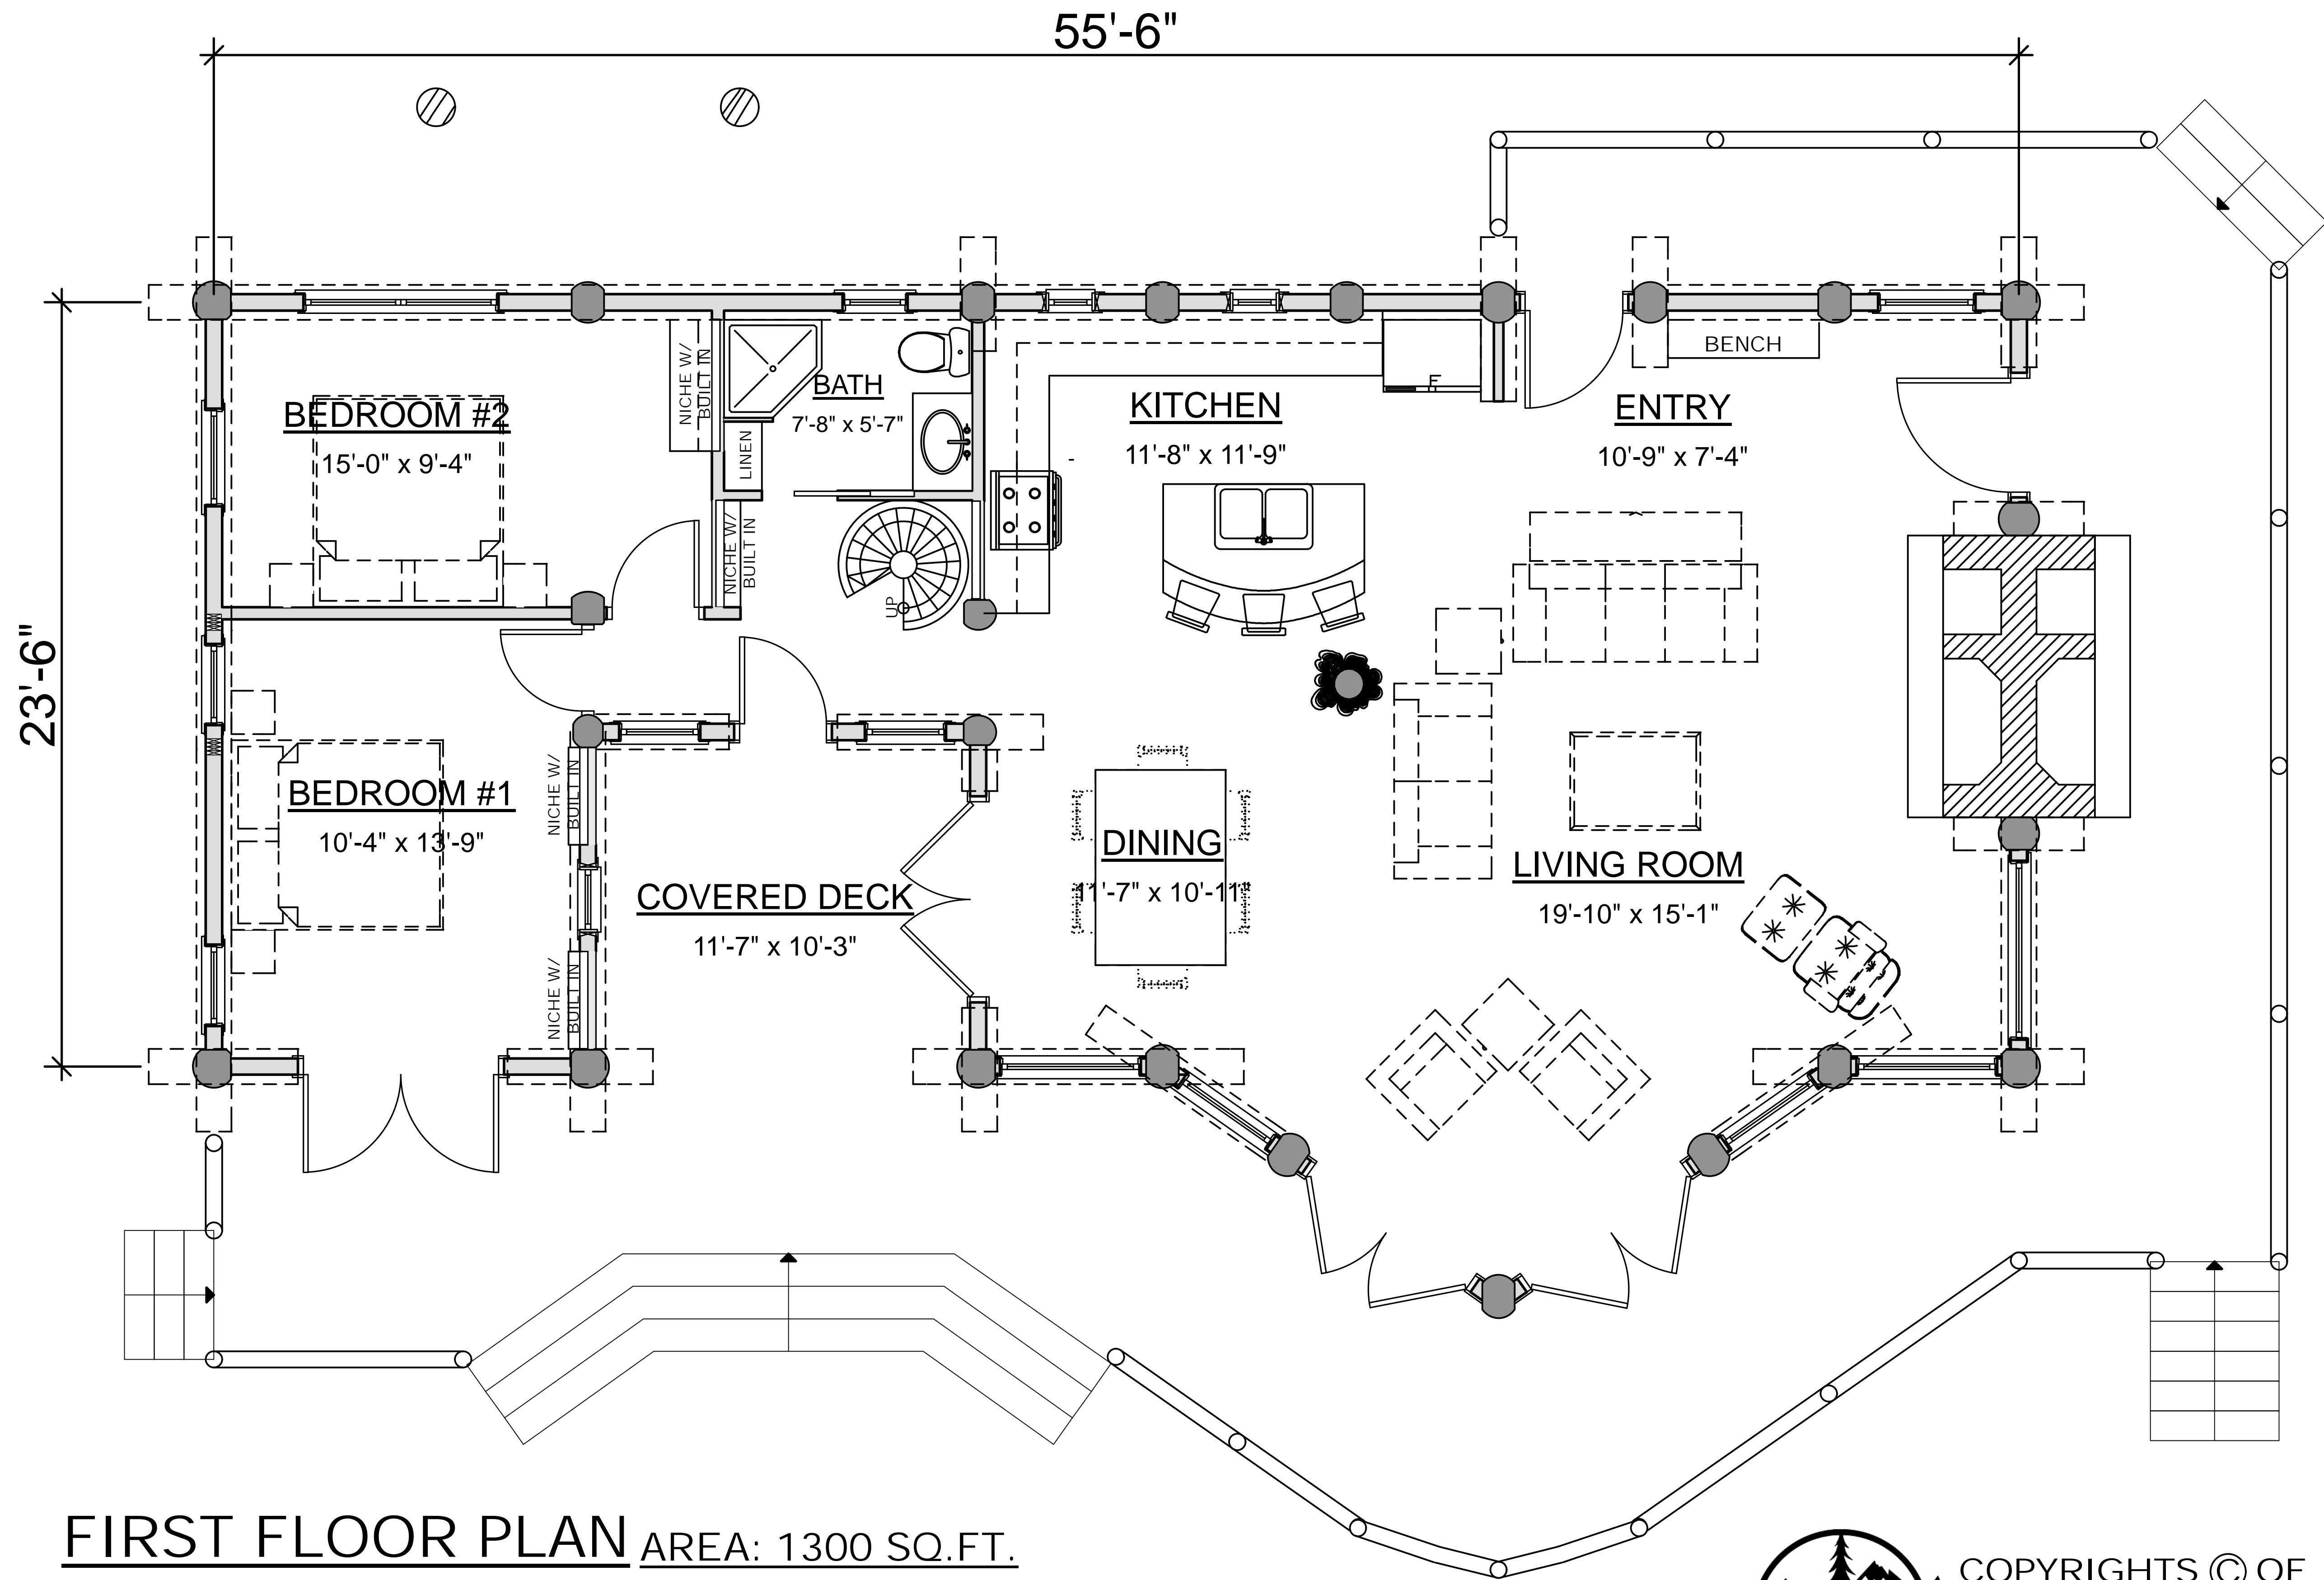 55'-6"
23'-6"
BENCH
NICHE W/
BUILT IN
BATH
7'-8" x 5'-7"
BEDROOM #2
15'-0" x 9'-4"
LINEN
KITCHEN
11'-8" x 11'-9"
F
ENTRY
10'-9" x 7'-4"
NICHE W/
BUILT IN
UP
BEDROOM #1
10'-4" x 13'-9"
NICHE W/
BUILT IN
DINING
11'-7" x 10'-11"
LIVING ROOM
19'-10" x 15'-1"
COVERED DECK
11'-7" x 10'-3"
NICHE W/
BUILT IN
FIRST FLOOR PLAN AREA: 1300 SQ.FT.
COPYRIGHTS © OF